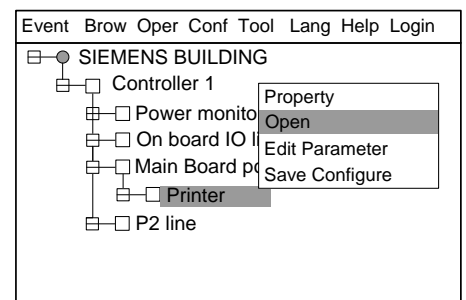 Event Brow Oper Conf Tool Lang Help Login
SIEMENS BUILDING
Controller 1
Power monito
On board IO li
Main Board po
Printer
P2 line
Property
Open
Edit Parameter
Save Configure